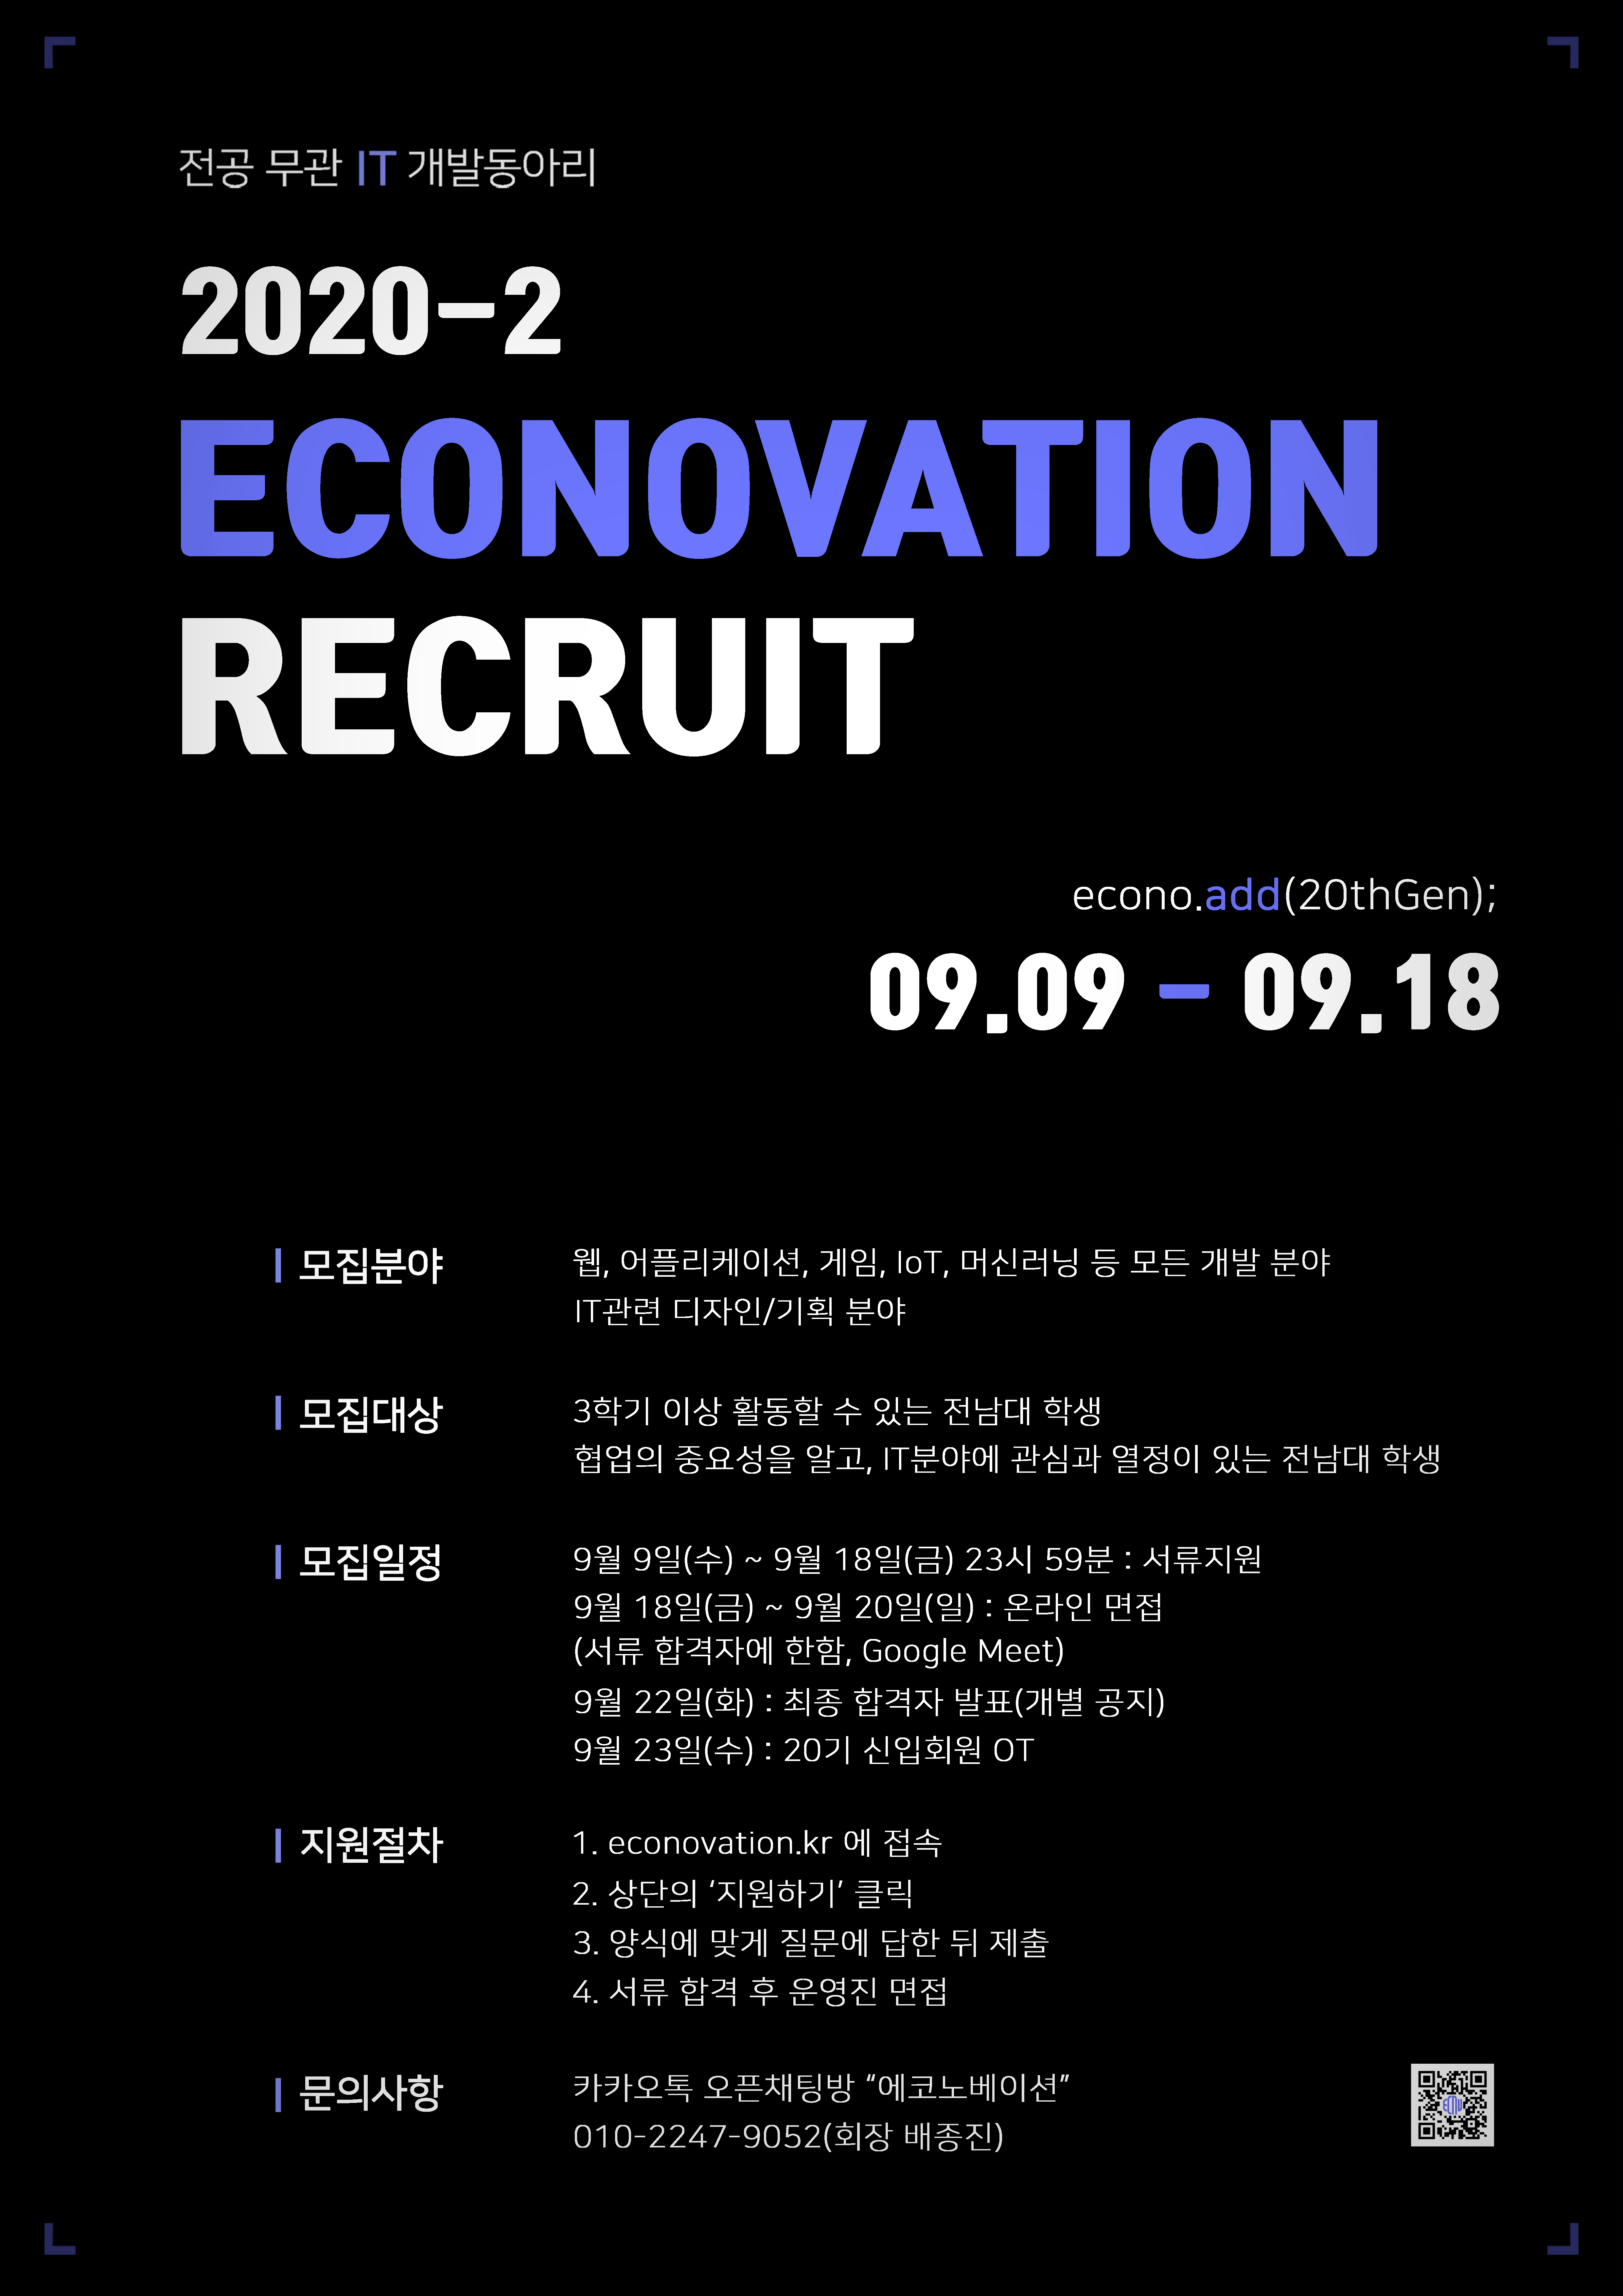 전공 무관 IT 개발동아리
2020-2
ECONOVATION
RECRUIT
econo.add(20thGen);
09.09 - 09.18
모집분야
웹, 어플리케이션, 게임, IoT, 머신러닝 등 모든 개발 분야
IT관련 디자인/기획 분야
모집대상
3학기 이상 활동할 수 있는 전남대 학생
협업의 중요성을 알고, IT분야에 관심과 열정이 있는 전남대 학생
모집일정
9월 9일(수) ~ 9월 18일(금) 23시 59분 : 서류지원
9월 18일(금) ~ 9월 20일(일) : 온라인 면접
(서류 합격자에 한함, Google Meet)
9월 22일(화) : 최종 합격자 발표(개별 공지)
9월 23일(수) : 20기 신입회원 OT
지원절차
1. econovation.kr 에 접속
2. 상단의 ‘지원하기’ 클릭
3. 양식에 맞게 질문에 답한 뒤 제출
4. 서류 합격 후 운영진 면접
문의사항
카카오톡 오픈채팅방 “에코노베이션”
010-2247-9052(회장 배종진)